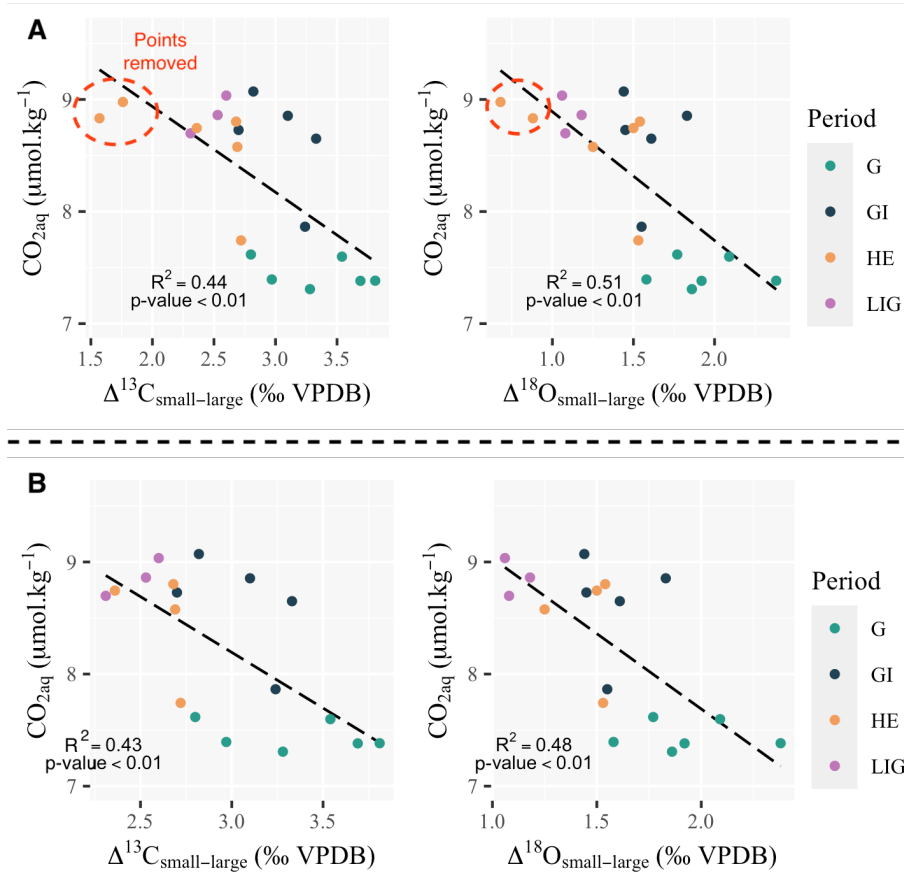 A
Points
removed
CO2aq (µmol.kg−1)
9
8
7
R2 = 0.44
p-value < 0.01
1.5 2.0 2.5 3.0 3.5
Δ13Csmall−large (‰ VPDB)
CO2aq (µmol.kg−1)
9
8
7
R2 = 0.51
p-value < 0.01
1.0 1.5 2.0
Δ18Osmall−large (‰ VPDB)
Period
G
GI
HE
LIG
B
CO2aq (µmol.kg−1)
9
8
7
R2 = 0.43
p-value < 0.01
2.5 3.0 3.5
Δ13Csmall−large (‰ VPDB)
CO2aq (µmol.kg−1)
9
8
7
R2 = 0.48
p-value < 0.01
1.0 1.5 2.0
Δ18Osmall−large (‰ VPDB)
Period
G
GI
HE
LIG